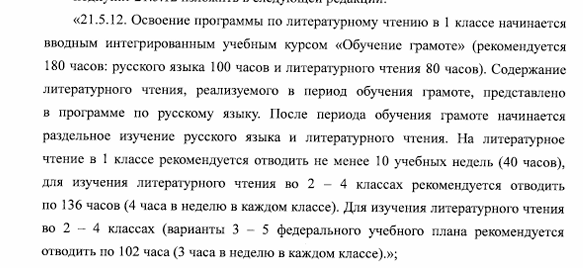 изложить в следующей редакции:
«21.5.12. Освоение программы по литературному чтению в 1 классе начинается
вводным интегрированным учебным курсом «Обучение грамоте» (рекомендуется
180 часов: русского языка 100 часов и литературного чтения 80 часов). Содержание
литературного чтения, реализуемого в период обучения грамоте, представлено
в программе по русскому языку. После периода обучения грамоте начинается
раздельное изучение русского языка и литературного чтения. На литературное
чтение в 1 классе рекомендуется отводить не менее 10 учебных недель (40 часов),
для изучения литературного чтения во 2 – 4 классах рекомендуется отводить
по 136 часов (4 часа в неделю в каждом классе). Для изучения литературного чтения
во 2 – 4 классах (варианты 3 – 5 федерального учебного плана рекомендуется
отводить по 102 часа (3 часа в неделю в каждом классе).»;